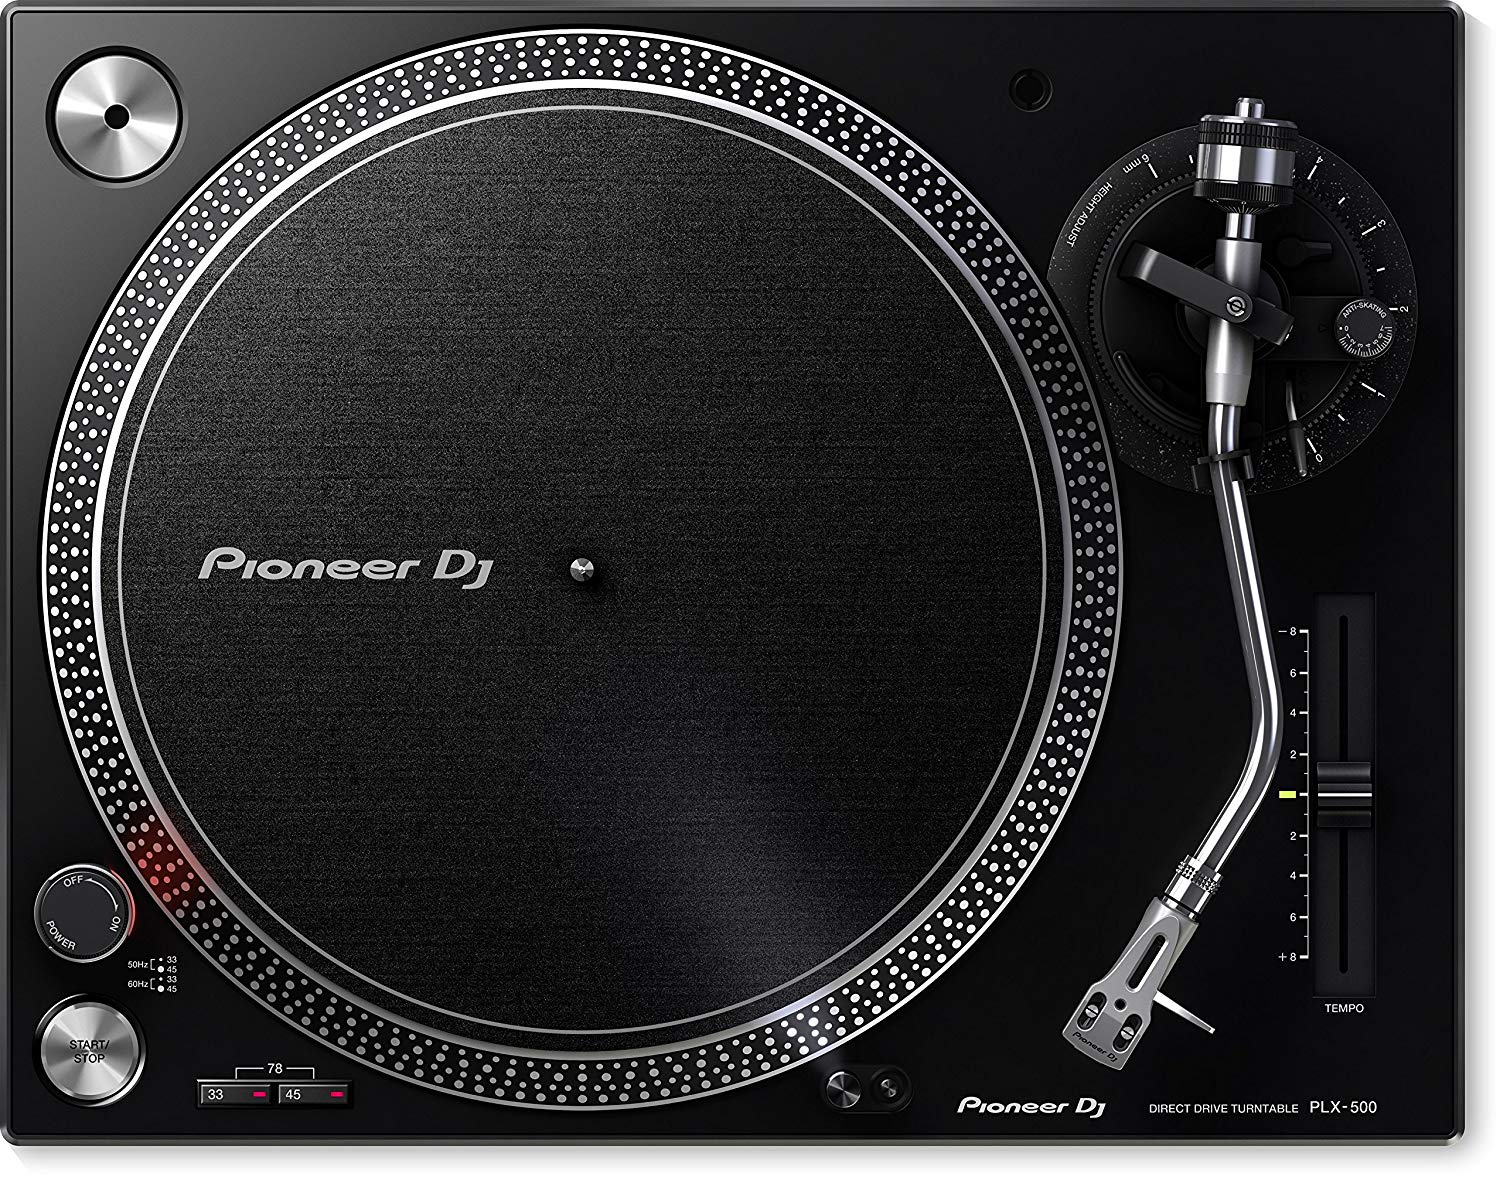 6 mm
4
HEIGHT ADJUST
3
2
ANTI-SKATING
1
0
Pioneer Dj
−8
6
4
2
2
4
6
+8
TEMPO
OFF
ON
POWER
50Hz 33
45
60Hz 33
45
START/
STOP
78
33 45
Pioneer Dj
Pioneer Dj DIRECT DRIVE TURNTABLE PLX-500